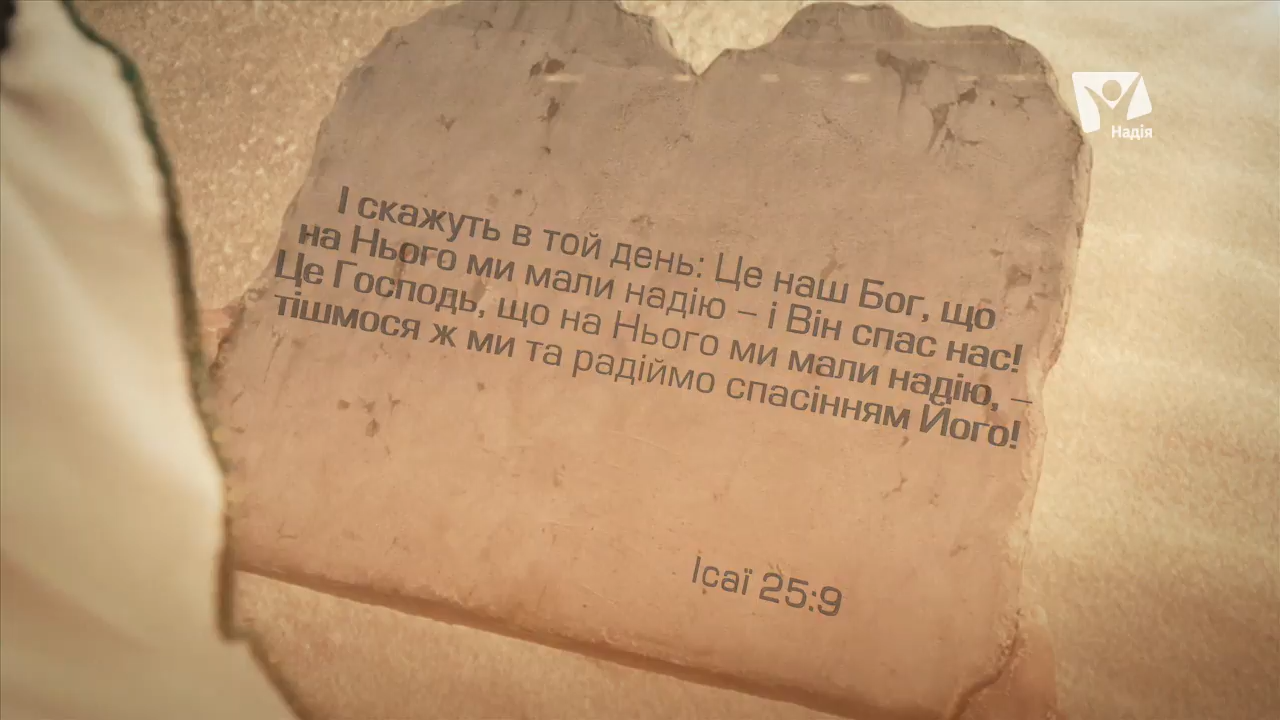 Надія
І скажуть в той день: Це наш Бог, що
на Нього ми мали надію – і Він спас нас!
Це Господь, що на Нього ми мали надію, –
тішмося ж ми та радіймо спасінням Його!
Ісаї 25:9